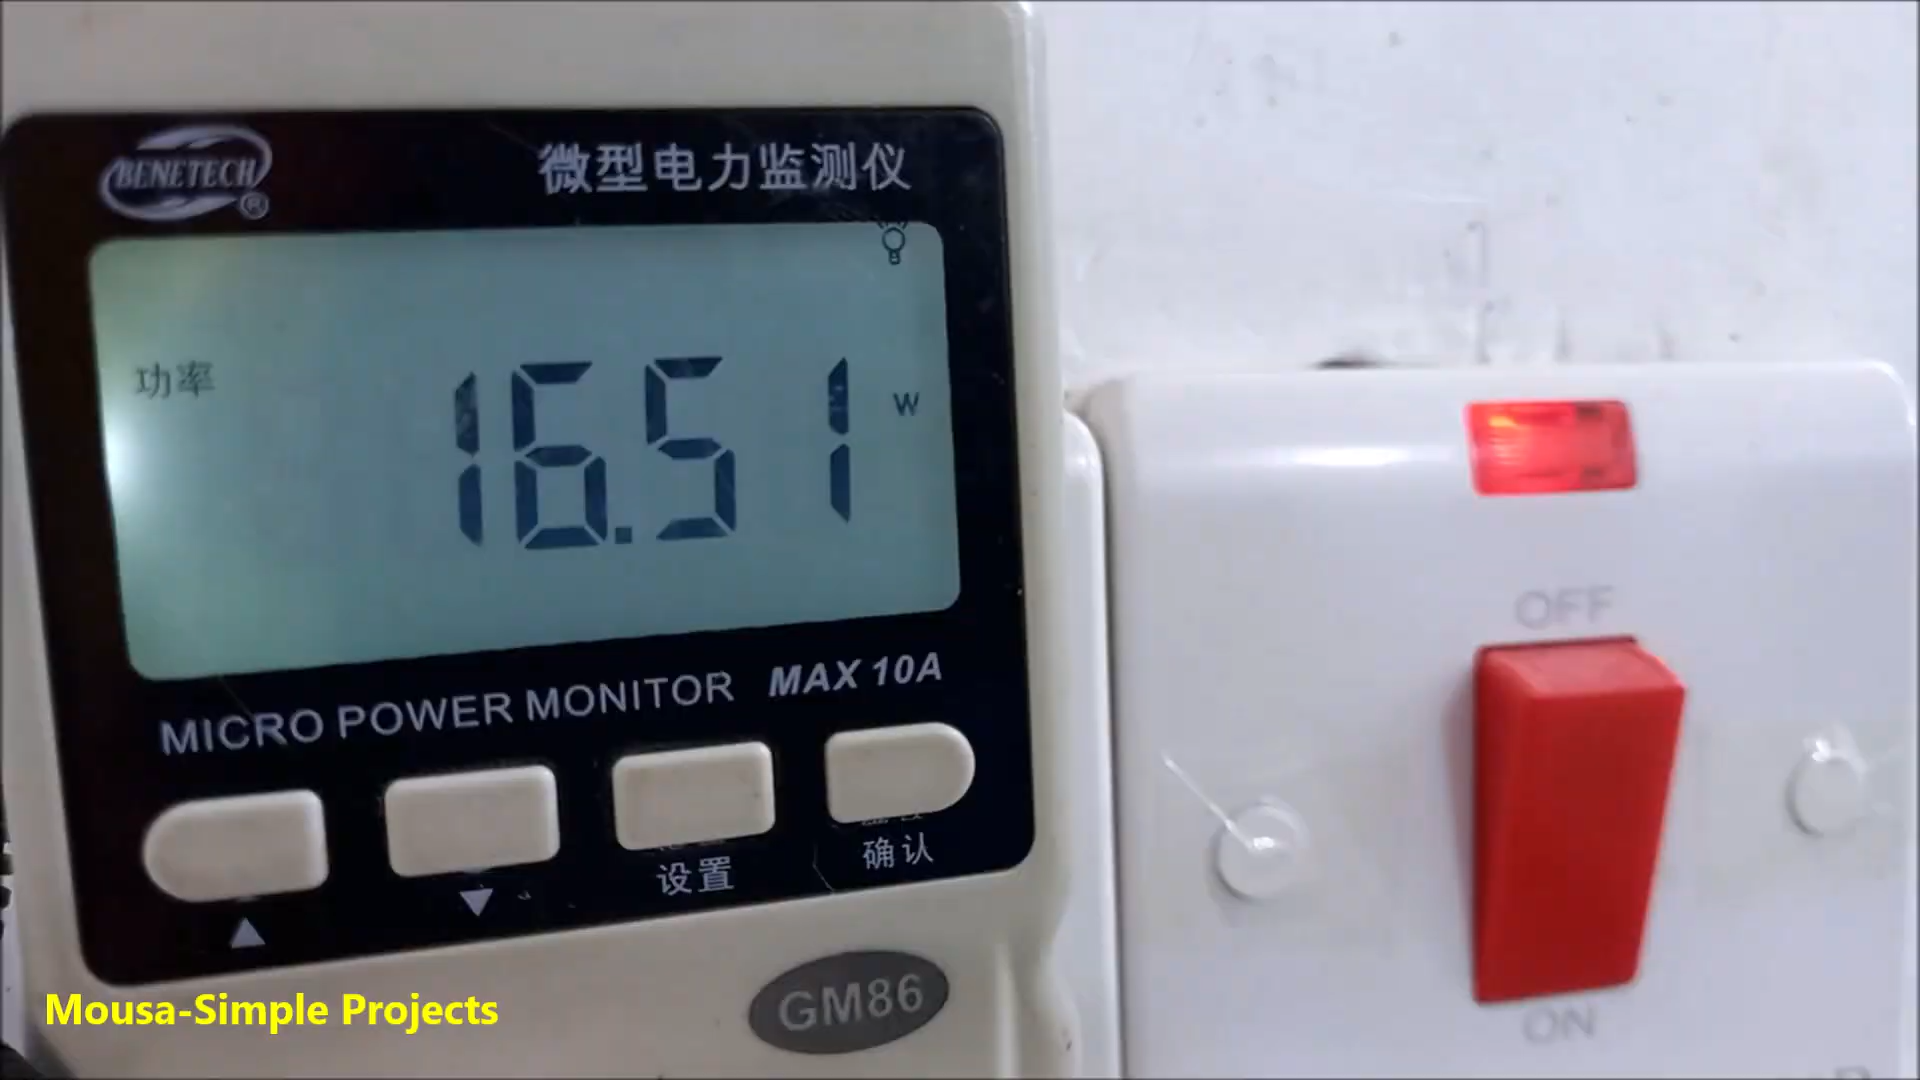 BENETECH
®
微型电力监测仪
功率
16.51 W
MICRO POWER MONITOR MAX 10A
▲
▼
设置
确认
GM86
OFF
ON
Mousa-Simple Projects